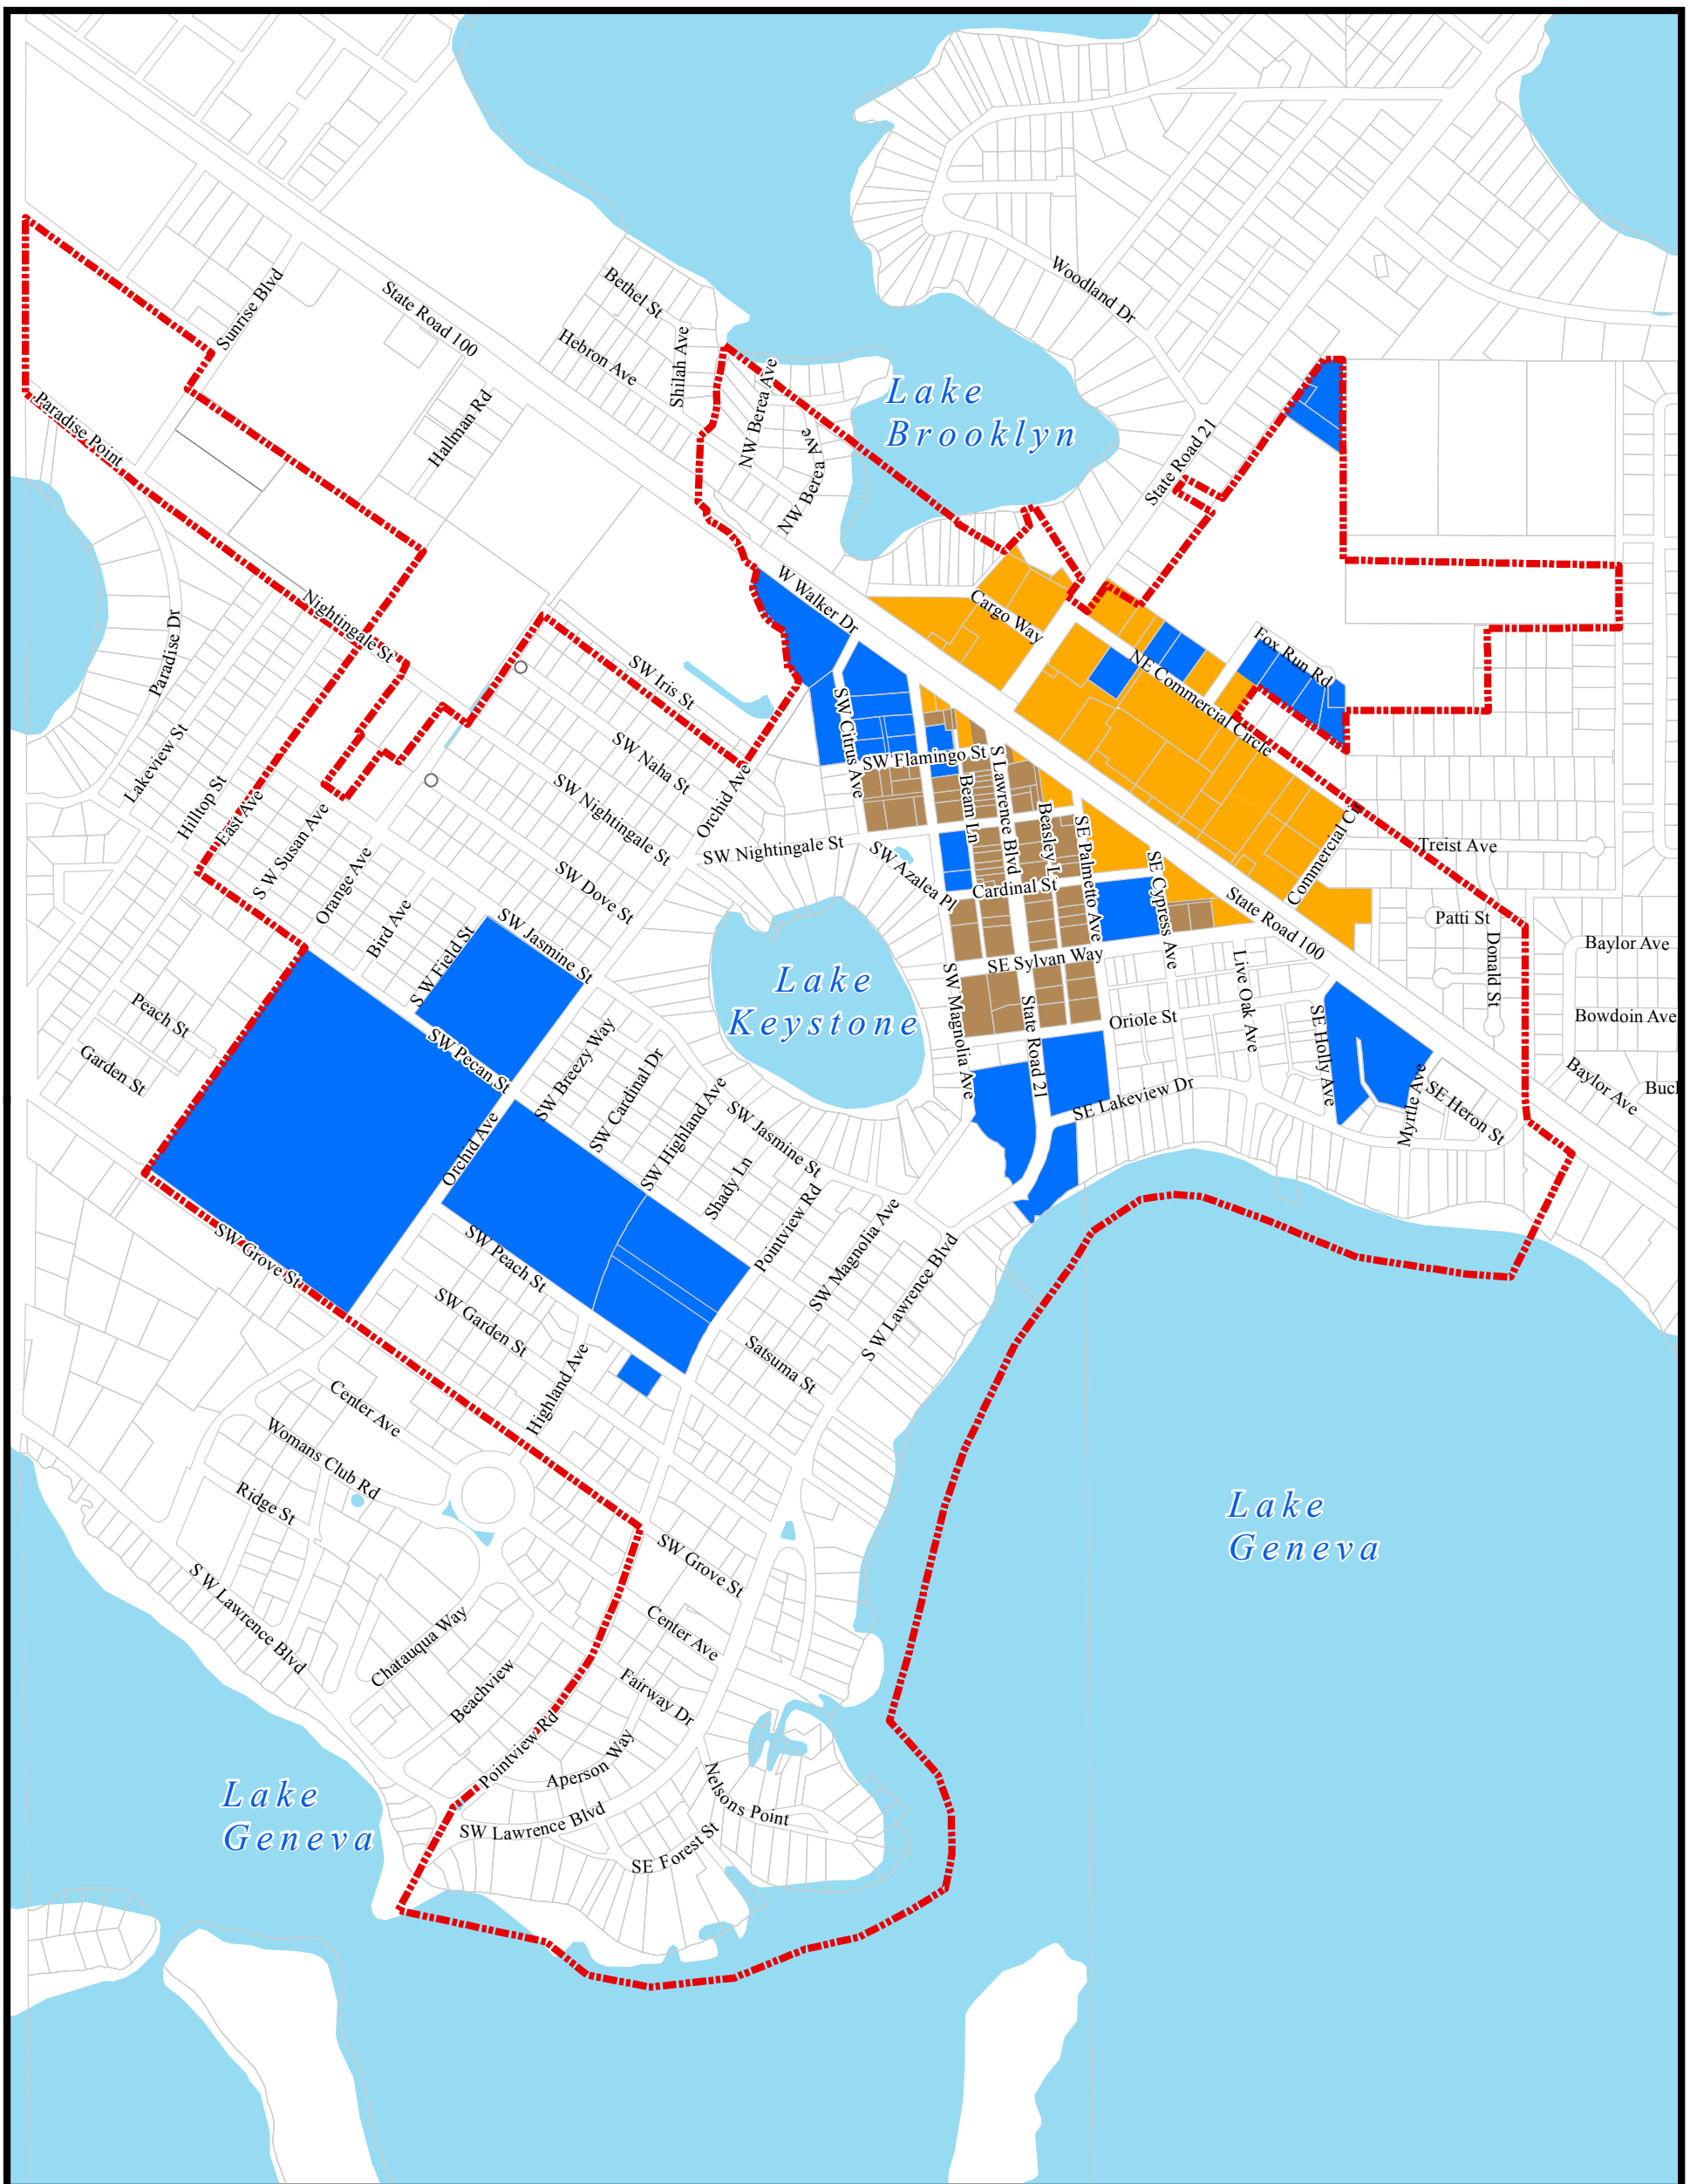 Woodland Dr
Bethel St
Sunrise Blvd
State Road 100
Hebron Ave
Shilah Ave
NW Berea Ave
Lake
Brooklyn
Hallman Rd
Paradise Point
NW Berea Ave
State Road 21
W Walker Dr
Cargo Way
Nightingale St
Fox Run Rd
Paradise Dr
SW Iris St
NE Commercial Circle
SW Citrus Ave
SW Naha St
SW Flamingo St
S Lawrence Blvd
Lakeview St
Hilltop St
East Ave
SW Nightingale St
Orchid Ave
Beam Ln
Beasley L
SE Palmetto Ave
Commercial Cir
Treist Ave
S W Susan Ave
SW Nightingale St
SW Azalea Pl
Cardinal St
SE Cypress Ave
Orange Ave
SW Dove St
State Road 100
Patti St
Bird Ave
S W Field St
SW Jasmine St
Donald St
Baylor Ave
SE Sylvan Way
Live Oak Ave
Lake
Keystone
SW Magnolia Ave
State Road 21
Oriole St
SE Holly Ave
Bowdoin Ave
Peach St
Garden St
SW Pecan St
SW Breezy Way
SW Cardinal Dr
SW Highland Ave
SW Jasmine St
SE Lakeview Dr
Myrtle Ave
SE Heron St
Baylor Ave
Buc
Orchid Ave
Shady Ln
Pointview Rd
SW Magnolia Ave
SW Grove St
SW Peach St
S W Lawrence Blvd
SW Garden St
Satsuma St
Highland Ave
Center Ave
Womans Club Rd
Ridge St
Lake
Geneva
SW Grove St
S W Lawrence Blvd
Center Ave
Chatauqua Way
Beachview
Fairway Dr
Pointview Rd
Aperson Way
Nelsons Point
Lake
Geneva
SW Lawrence Blvd
SE Forest St